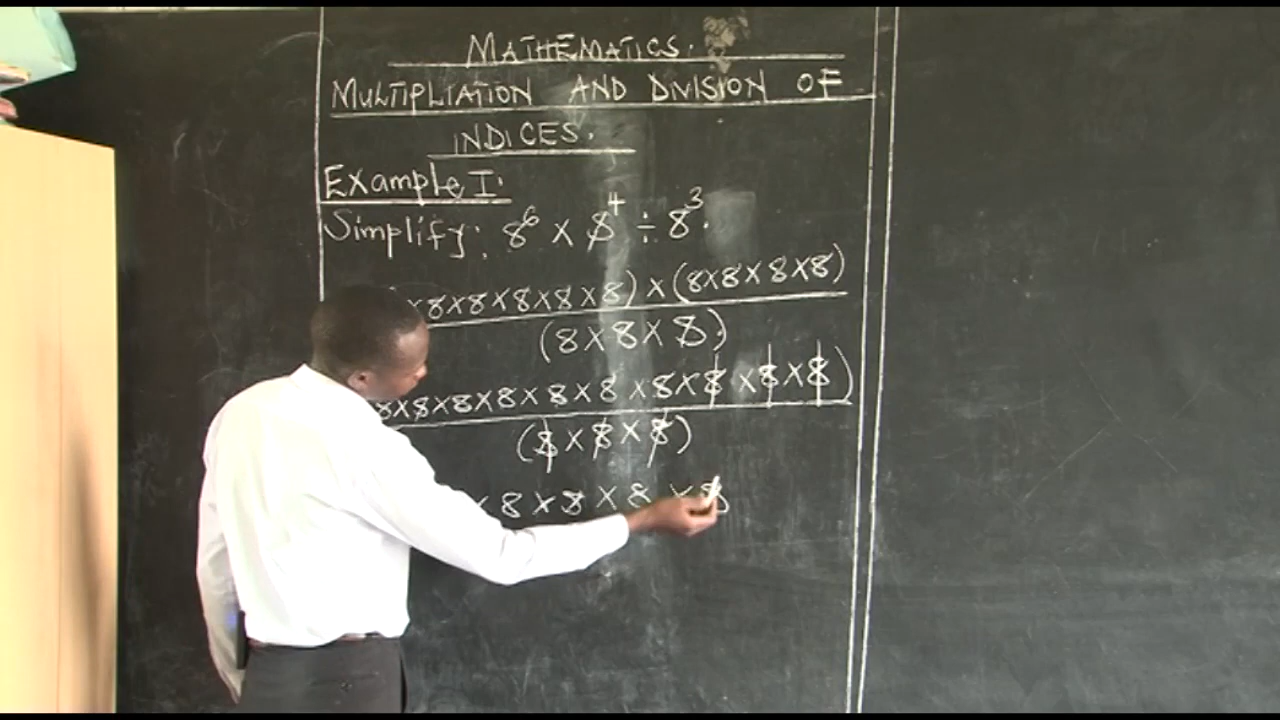 MATHEMATICS.
MULTIPLIATION AND DIVISION OF
INDICES.
Example I:
Simplify: 8⁶ × 8⁴ ÷ 8³.
×8×8×8×8×8) × (8×8×8×8)
(8×8×8)
8×8×8×8×8×8×8×8×8×8)
(8×8×8)
×8×8×8×8